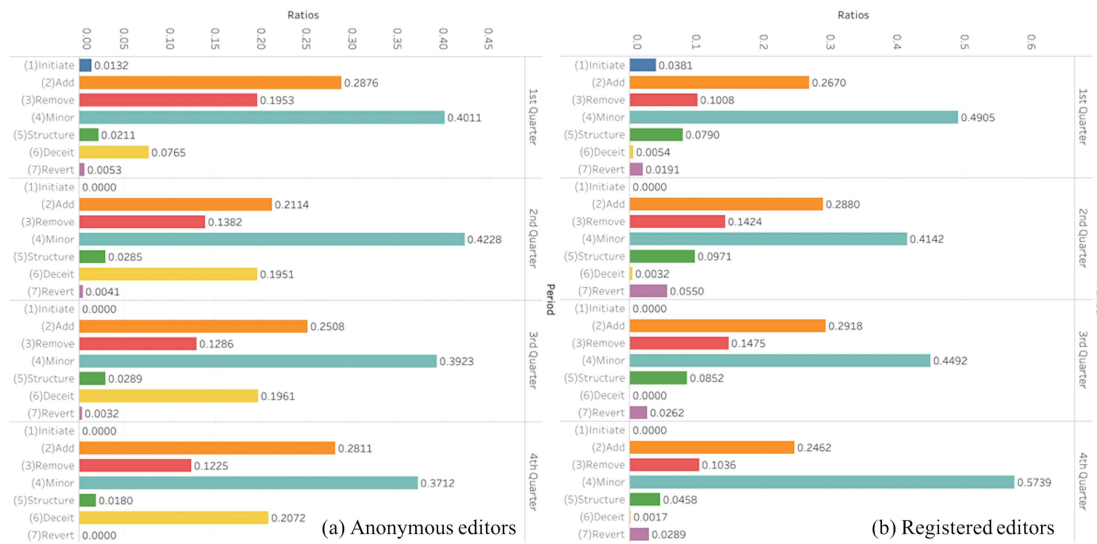 Ratios
0.00 0.05 0.10 0.15 0.20 0.25 0.30 0.35 0.40 0.45
1st Quarter
(1)Initiate 0.0132
(2)Add 0.2876
(3)Remove 0.1953
(4)Minor 0.4011
(5)Structure 0.0211
(6)Deceit 0.0765
(7)Revert 0.0053
2nd Quarter
(1)Initiate 0.0000
(2)Add 0.2114
(3)Remove 0.1382
(4)Minor 0.4228
(5)Structure 0.0285
(6)Deceit 0.1951
(7)Revert 0.0041
3rd Quarter
(1)Initiate 0.0000
(2)Add 0.2508
(3)Remove 0.1286
(4)Minor 0.3923
(5)Structure 0.0289
(6)Deceit 0.1961
(7)Revert 0.0032
4th Quarter
(1)Initiate 0.0000
(2)Add 0.2811
(3)Remove 0.1225
(4)Minor 0.3712
(5)Structure 0.0180
(6)Deceit 0.2072
(7)Revert 0.0000
Period
(a) Anonymous editors
Ratios
0.0 0.1 0.2 0.3 0.4 0.5 0.6
1st Quarter
(1)Initiate 0.0381
(2)Add 0.2670
(3)Remove 0.1008
(4)Minor 0.4905
(5)Structure 0.0790
(6)Deceit 0.0054
(7)Revert 0.0191
2nd Quarter
(1)Initiate 0.0000
(2)Add 0.2880
(3)Remove 0.1424
(4)Minor 0.4142
(5)Structure 0.0971
(6)Deceit 0.0032
(7)Revert 0.0550
3rd Quarter
(1)Initiate 0.0000
(2)Add 0.2918
(3)Remove 0.1475
(4)Minor 0.4492
(5)Structure 0.0852
(6)Deceit 0.0000
(7)Revert 0.0262
4th Quarter
(1)Initiate 0.0000
(2)Add 0.2462
(3)Remove 0.1036
(4)Minor 0.5739
(5)Structure 0.0458
(6)Deceit 0.0017
(7)Revert 0.0289
(b) Registered editors